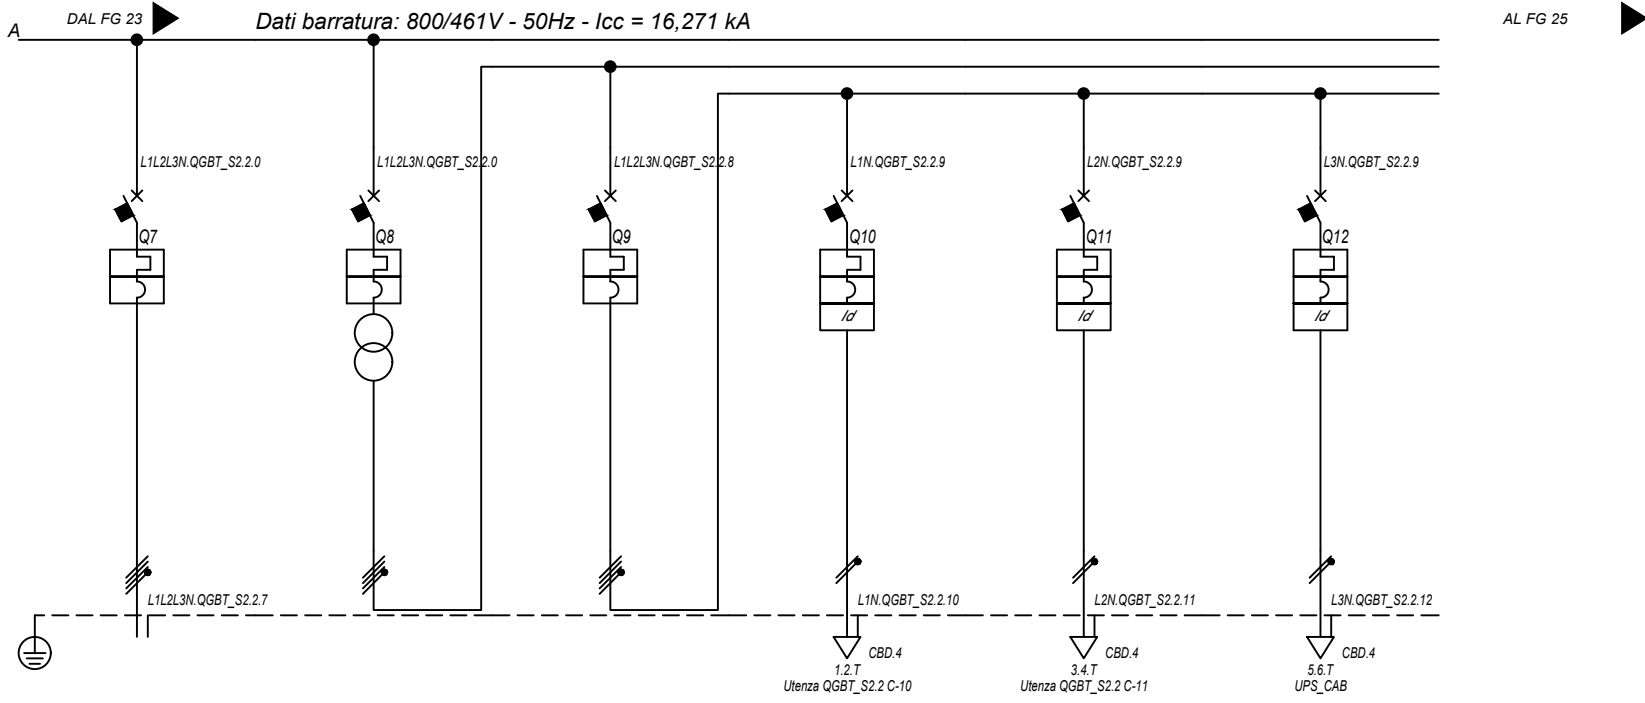 DAL FG 23
Dati barratura: 800/461V - 50Hz - Icc = 16,271 kA
AL FG 25
A
L1L2L3N.QGBT_S2.2.0
L1L2L3N.QGBT_S2.2.0
L1L2L3N.QGBT_S2.2.8
L1N.QGBT_S2.2.9
L2N.QGBT_S2.2.9
L3N.QGBT_S2.2.9
Q7
Q8
Q9
Q10
Q11
Q12
Id
Id
Id
L1L2L3N.QGBT_S2.2.7
L1N.QGBT_S2.2.10
L2N.QGBT_S2.2.11
L3N.QGBT_S2.2.12
CBD.4
CBD.4
CBD.4
1.2.T
3.4.T
5.6.T
Utenza QGBT_S2.2 C-10
Utenza QGBT_S2.2 C-11
UPS_CAB